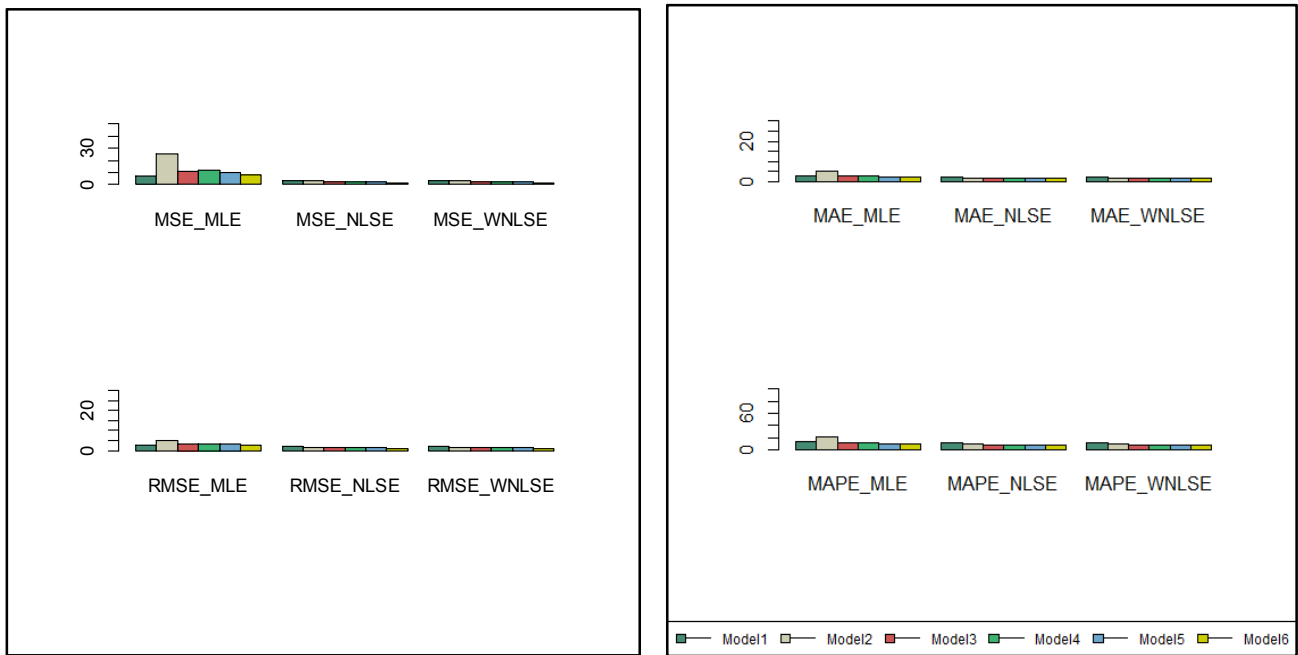 30
0
MSE_MLE MSE_NLSE MSE_WNLSE
20
0
RMSE_MLE RMSE_NLSE RMSE_WNLSE
20
0
MAE_MLE MAE_NLSE MAE_WNLSE
60
0
MAPE_MLE MAPE_NLSE MAPE_WNLSE
Model1 Model2 Model3 Model4 Model5 Model6